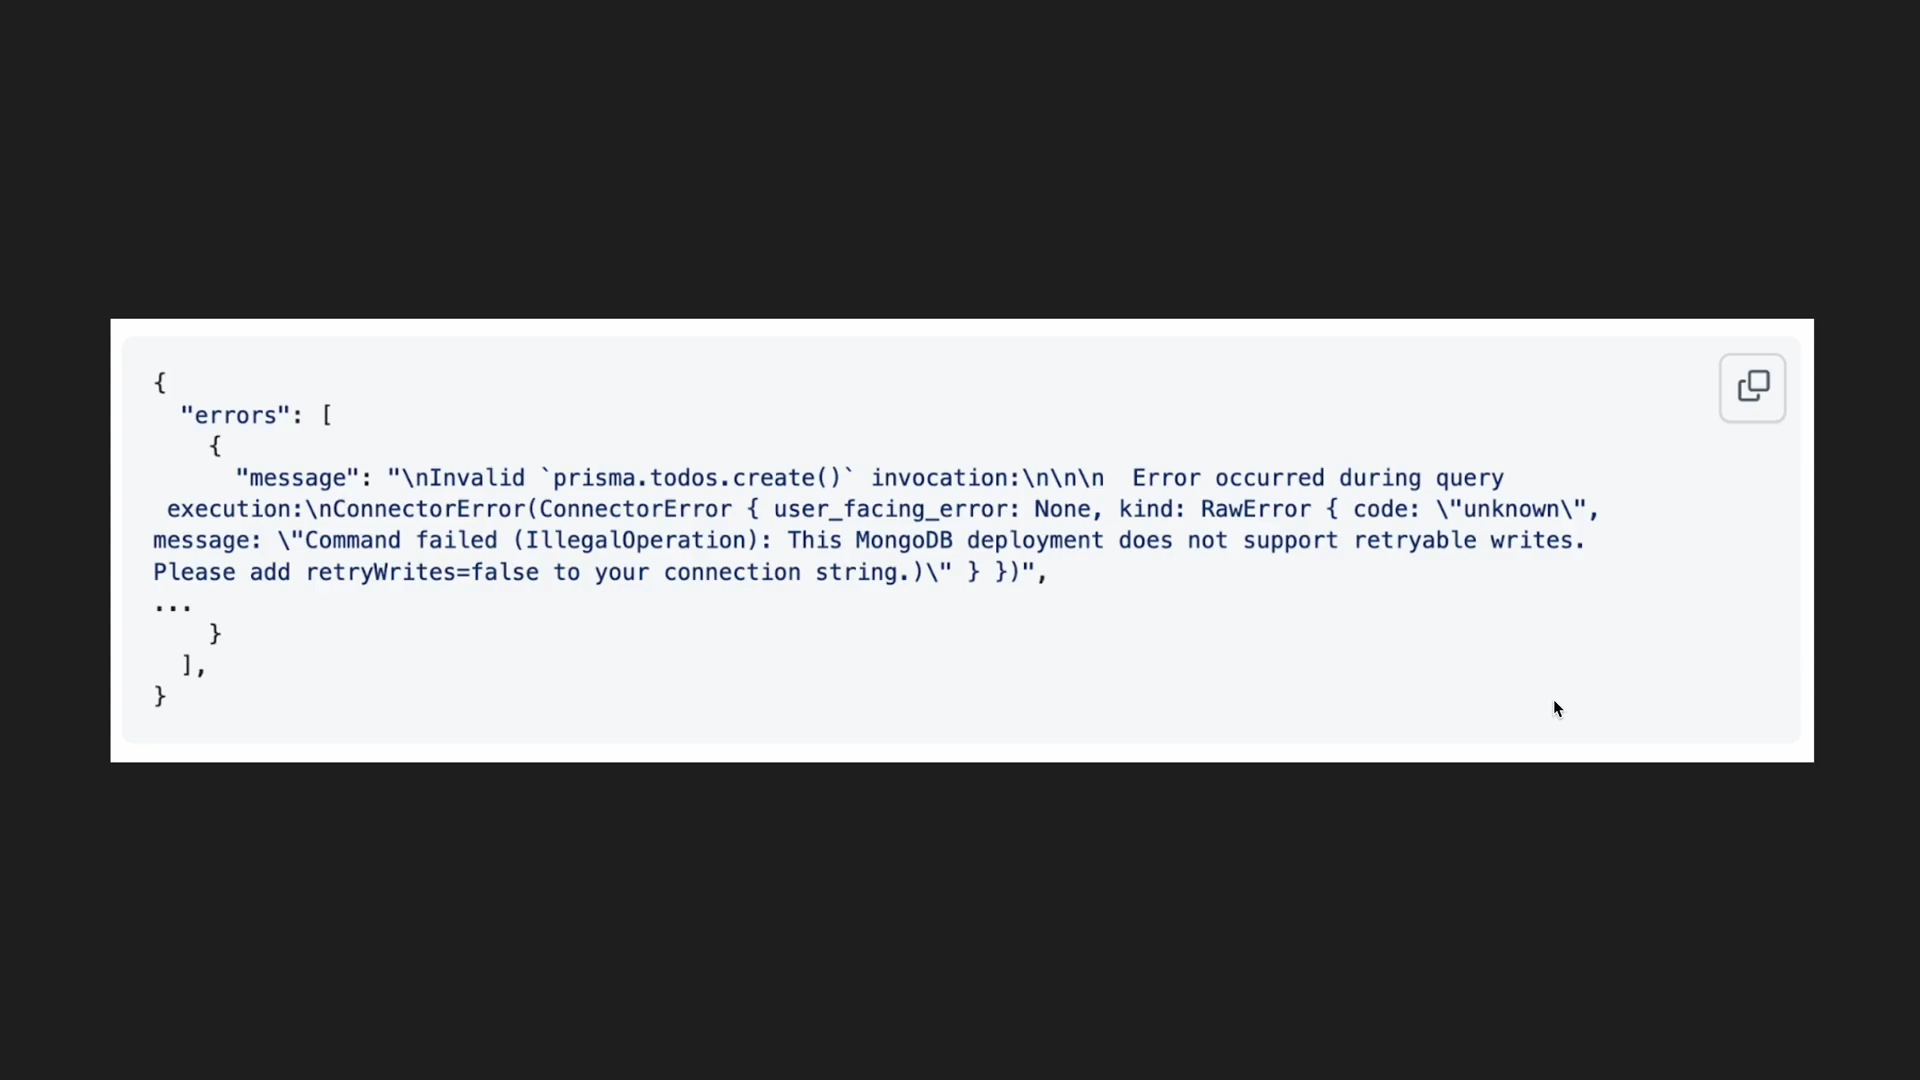 {
"errors": [
{
"message": "\nInvalid `prisma.todos.create()` invocation:\n\n\n  Error occurred during query
execution:\nConnectorError(ConnectorError { user_facing_error: None, kind: RawError { code: \"unknown\",
message: \"Command failed (IllegalOperation): This MongoDB deployment does not support retryable writes.
Please add retryWrites=false to your connection string.)\" } })",
...
}
],
}